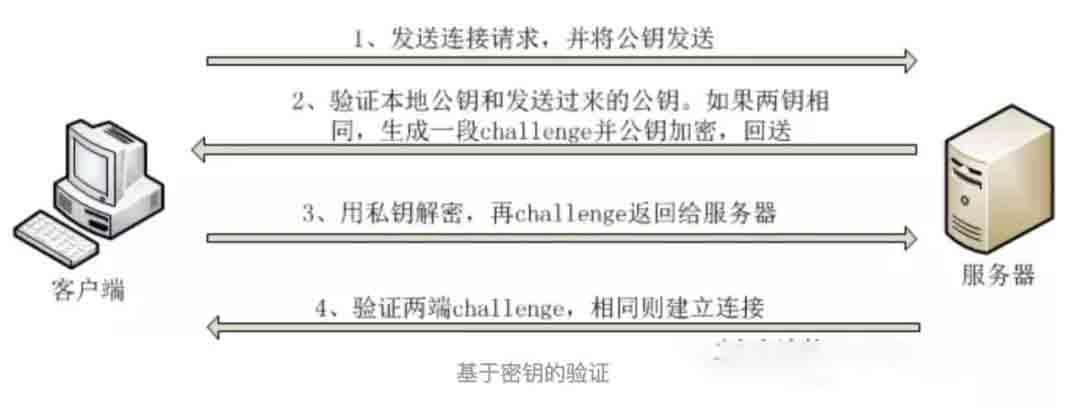 1、发送连接请求，并将公钥发送
2、验证本地公钥和发送过来的公钥。如果两钥相
同，生成一段challenge并公钥加密，回送
3、用私钥解密，再challenge返回给服务器
客户端
服务器
4、验证两端challenge，相同则建立连接
基于密钥的验证